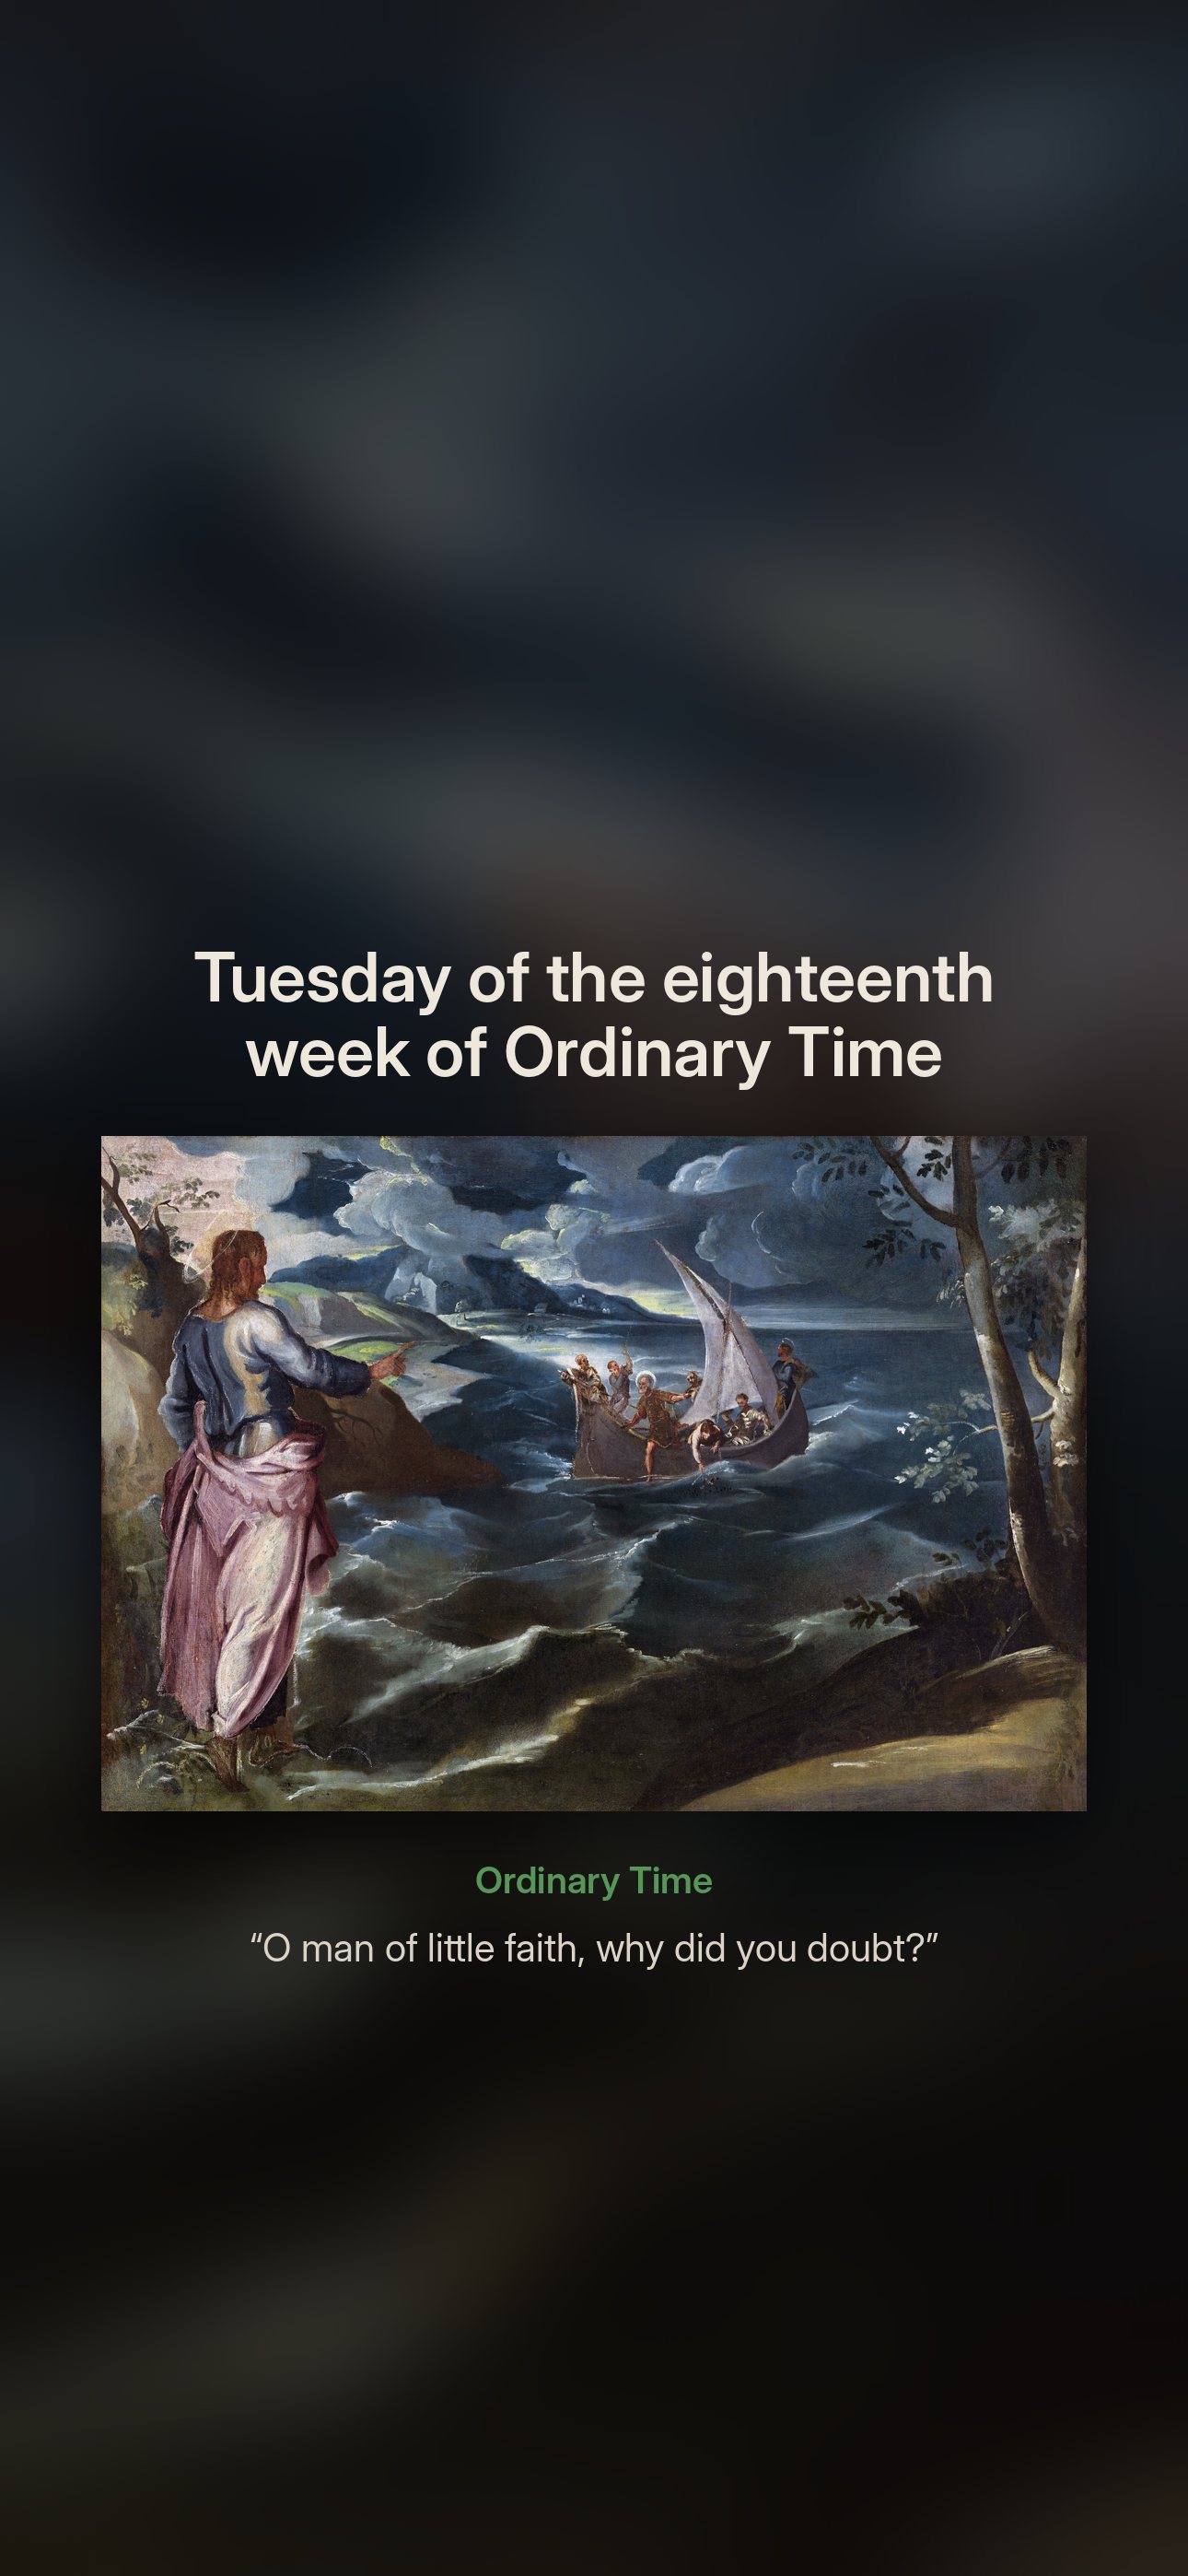 Tuesday of the eighteenth
week of Ordinary Time
Ordinary Time
“O man of little faith, why did you doubt?”